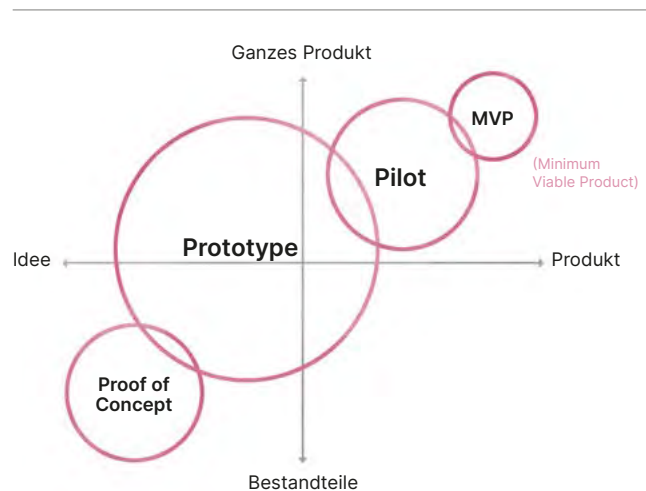 Ganzes Produkt
MVP
(Minimum
Viable Product)
Pilot
Prototype
Idee
Produkt
Proof of
Concept
Bestandteile